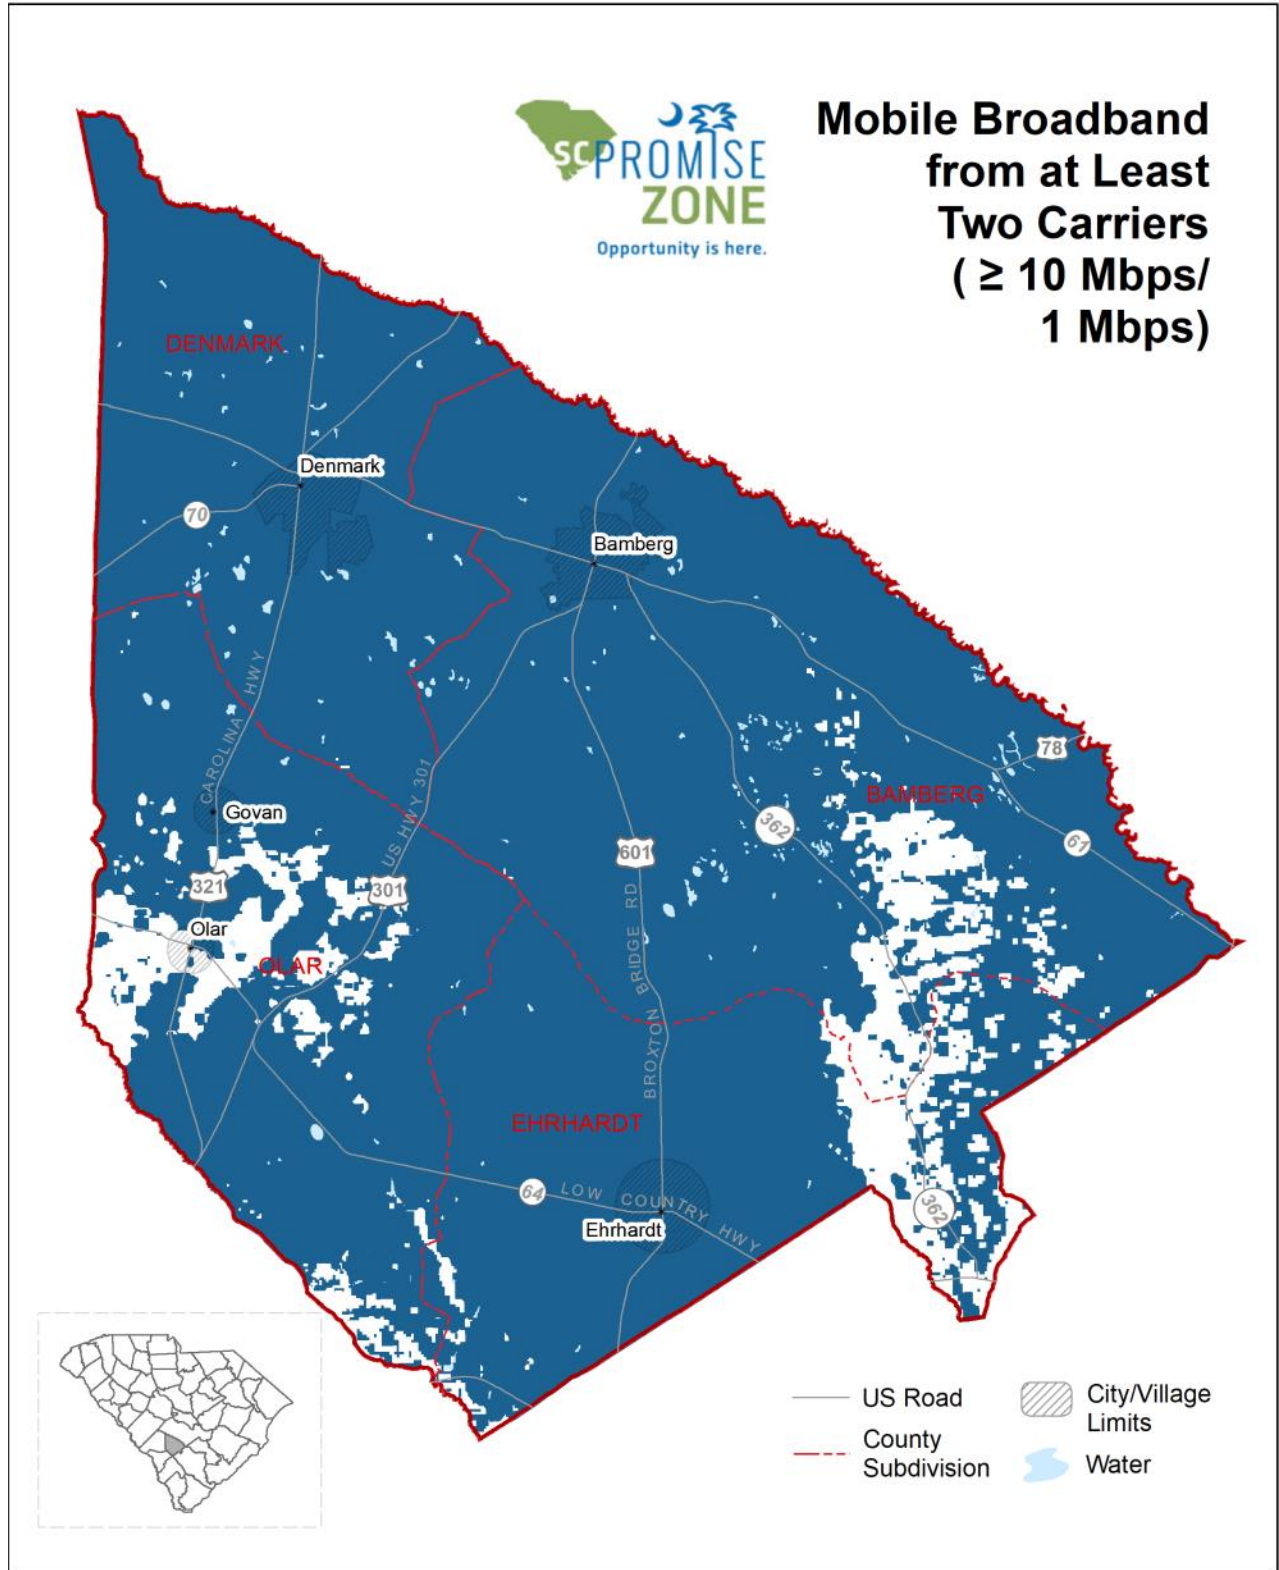 Mobile Broadband
from at Least
Two Carriers
( ≥ 10 Mbps/
1 Mbps)
SC PROMISE
ZONE
Opportunity is here.
DENMARK
Denmark
70
Bamberg
CAROLINA HWY
US HWY 301
Govan
78
BAMBERG
362
61
601
321
301
Olar
OLAR
BROXTON BRIDGE RD
EHRHARDT
64
LOW COUNTRY HWY
362
Ehrhardt
US Road
County
Subdivision
City/Village
Limits
Water